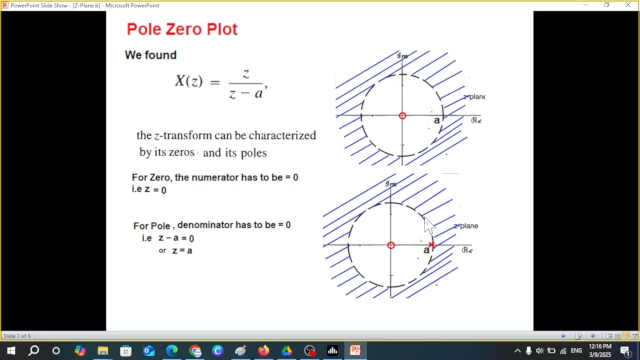 PowerPoint Slide Show - [Z-Plane b]
Pole Zero Plot
We found
X(z) = z / z − a,
the z-transform can be characterized
by its zeros and its poles
For Zero, the numerator has to be = 0
i.e z = 0
For Pole, denominator has to be = 0
i.e z − a = 0
or z = a
Im
z-plane
a
Re
Im
z-plane
a
Re
Slide 7 of 9
ENG
12:16 PM
3/9/2025